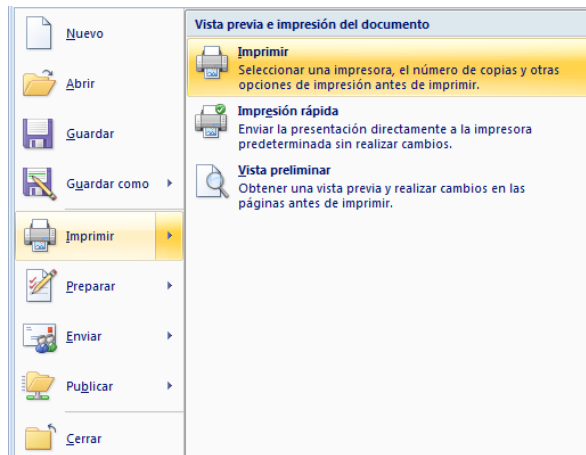 Nuevo
Abrir
Guardar
Guardar como
Imprimir
Preparar
Enviar
Publicar
Cerrar
Vista previa e impresión del documento
Imprimir
Seleccionar una impresora, el número de copias y otras
opciones de impresión antes de imprimir.
Impresión rápida
Enviar la presentación directamente a la impresora
predeterminada sin realizar cambios.
Vista preliminar
Obtener una vista previa y realizar cambios en las
páginas antes de imprimir.